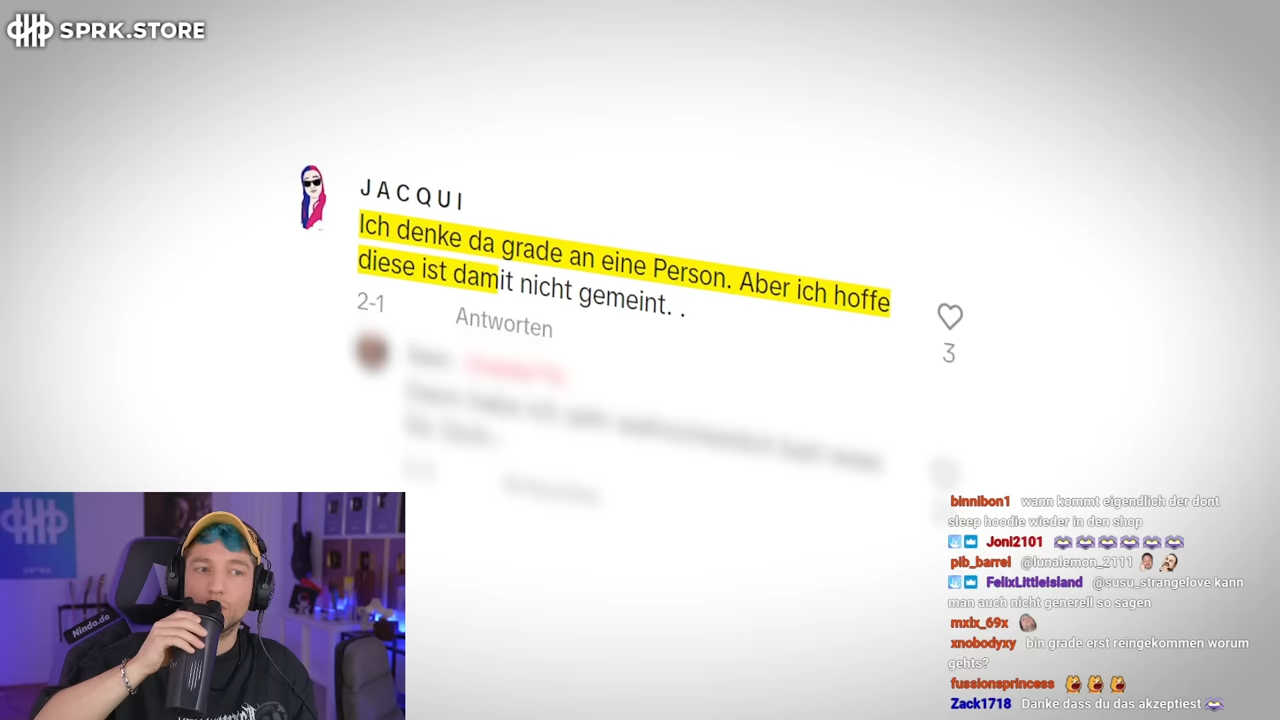 SPRK.STORE
JACQUI
Ich denke da grade an eine Person. Aber ich hoffe
diese ist damit nicht gemeint. .
2-1 Antworten
3
Nindo.de
binnibon1 wann kommt eigendlich der dont
sleep hoodie wieder in den shop
Joni2101
pib_barrel @lunalemon_2111
FelixLittleIsland @susu_strangelove kann
man auch nicht generell so sagen
mxix_69x
xnobodyxy bin grade erst reingekommen worum
gehts?
fussionsprincess
Zack1718 Danke dass du das akzeptiest